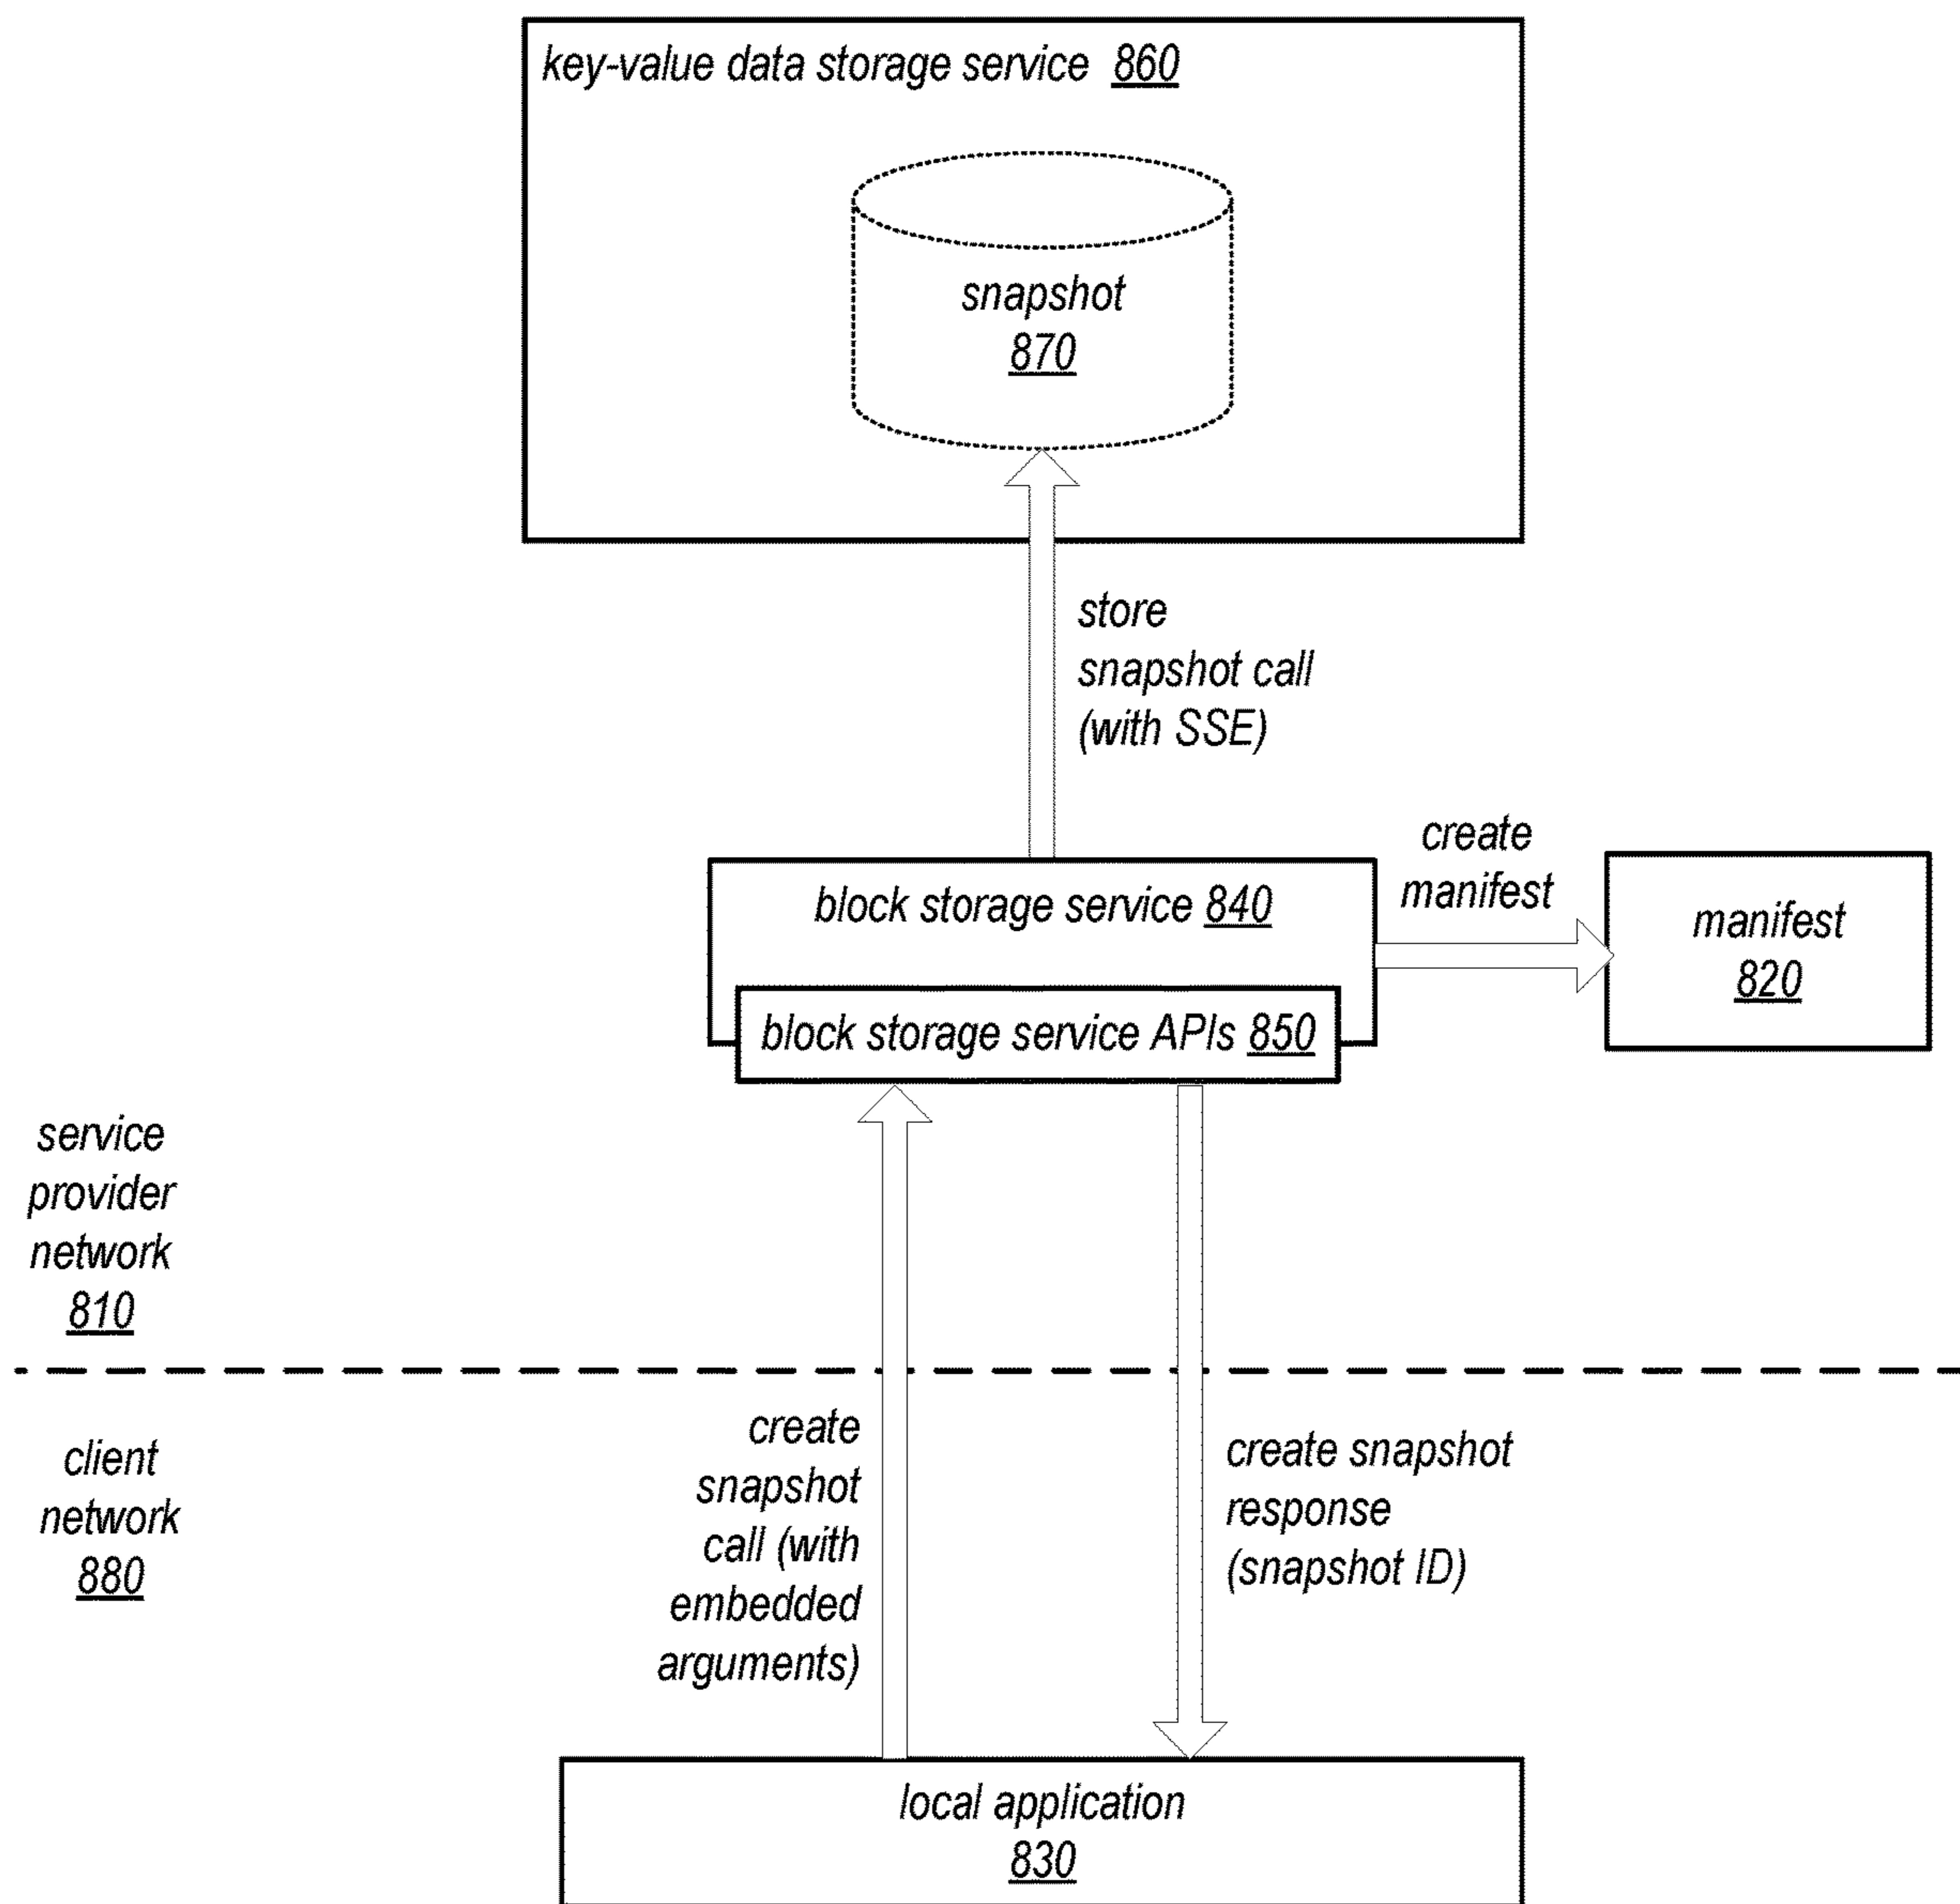 key-value data storage service 860
snapshot
870
store
snapshot call
(with SSE)
create
manifest
block storage service 840
manifest
820
block storage service APIs 850
service
provider
network
810
client
network
880
create
snapshot
call (with
embedded
arguments)
create snapshot
response
(snapshot ID)
local application
830